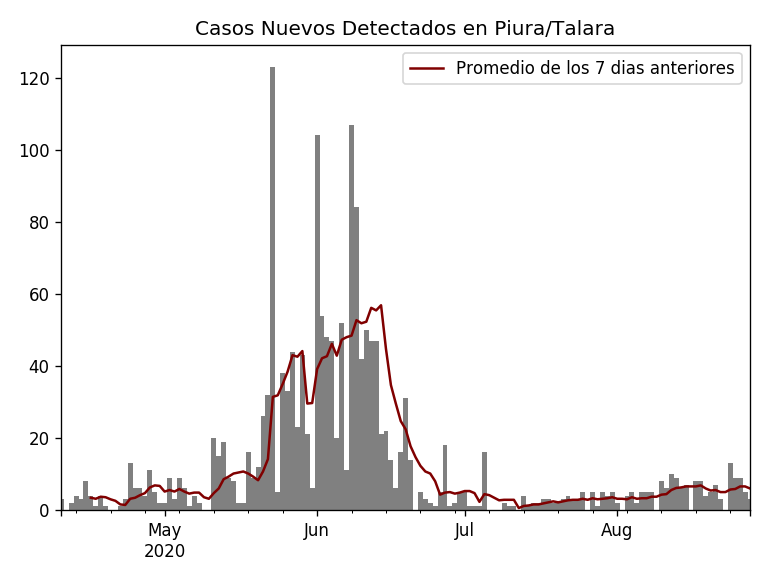 Casos Nuevos Detectados en Piura/Talara
Promedio de los 7 dias anteriores
120
100
80
60
40
20
0
May
2020
Jun
Jul
Aug